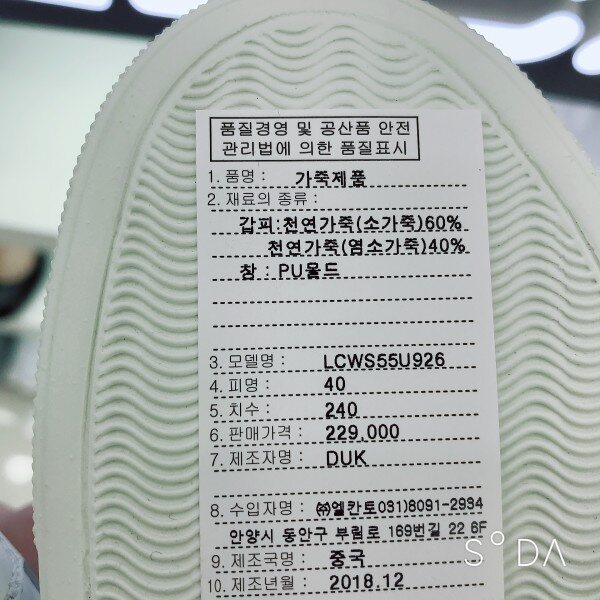 품질경영 및 공산품 안전
관리법에 의한 품질표시
1. 품명 : 가죽제품
2. 재료의 종류 :
갑피:천연가죽(소가죽)60%
천연가죽(염소가죽)40%
창 : PU몰드
3. 모델명 : LCWS55U926
4. 피명 : 40
5. 치수 : 240
6. 판매가격 : 229,000
7. 제조자명 : DUK
8. 수입자명 : ㈜엘칸토031)8091-2934
안양시 동안구 부림로 169번길 22 6F
9. 제조국명 : 중국
10. 제조년월 : 2018.12
SODA